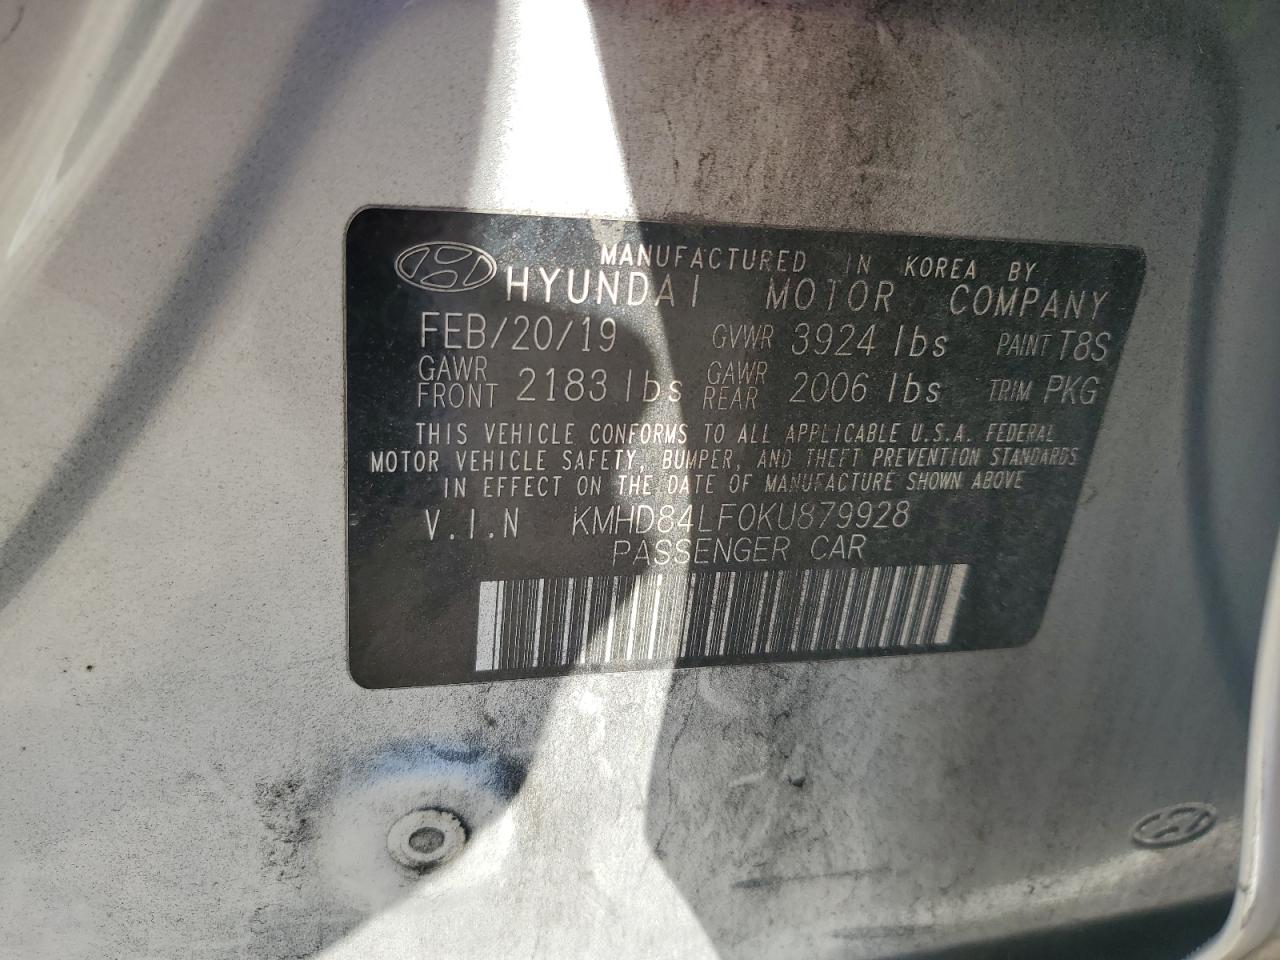 MANUFACTURED IN KOREA BY
HYUNDAI MOTOR COMPANY
FEB/20/19 GVWR 3924 lbs PAINT T8S
GAWR FRONT 2183 lbs GAWR REAR 2006 lbs TRIM PKG
THIS VEHICLE CONFORMS TO ALL APPLICABLE U.S.A. FEDERAL
MOTOR VEHICLE SAFETY, BUMPER, AND THEFT PREVENTION STANDARDS
IN EFFECT ON THE DATE OF MANUFACTURE SHOWN ABOVE
V.I.N KMHD84LF0KU879928
PASSENGER CAR